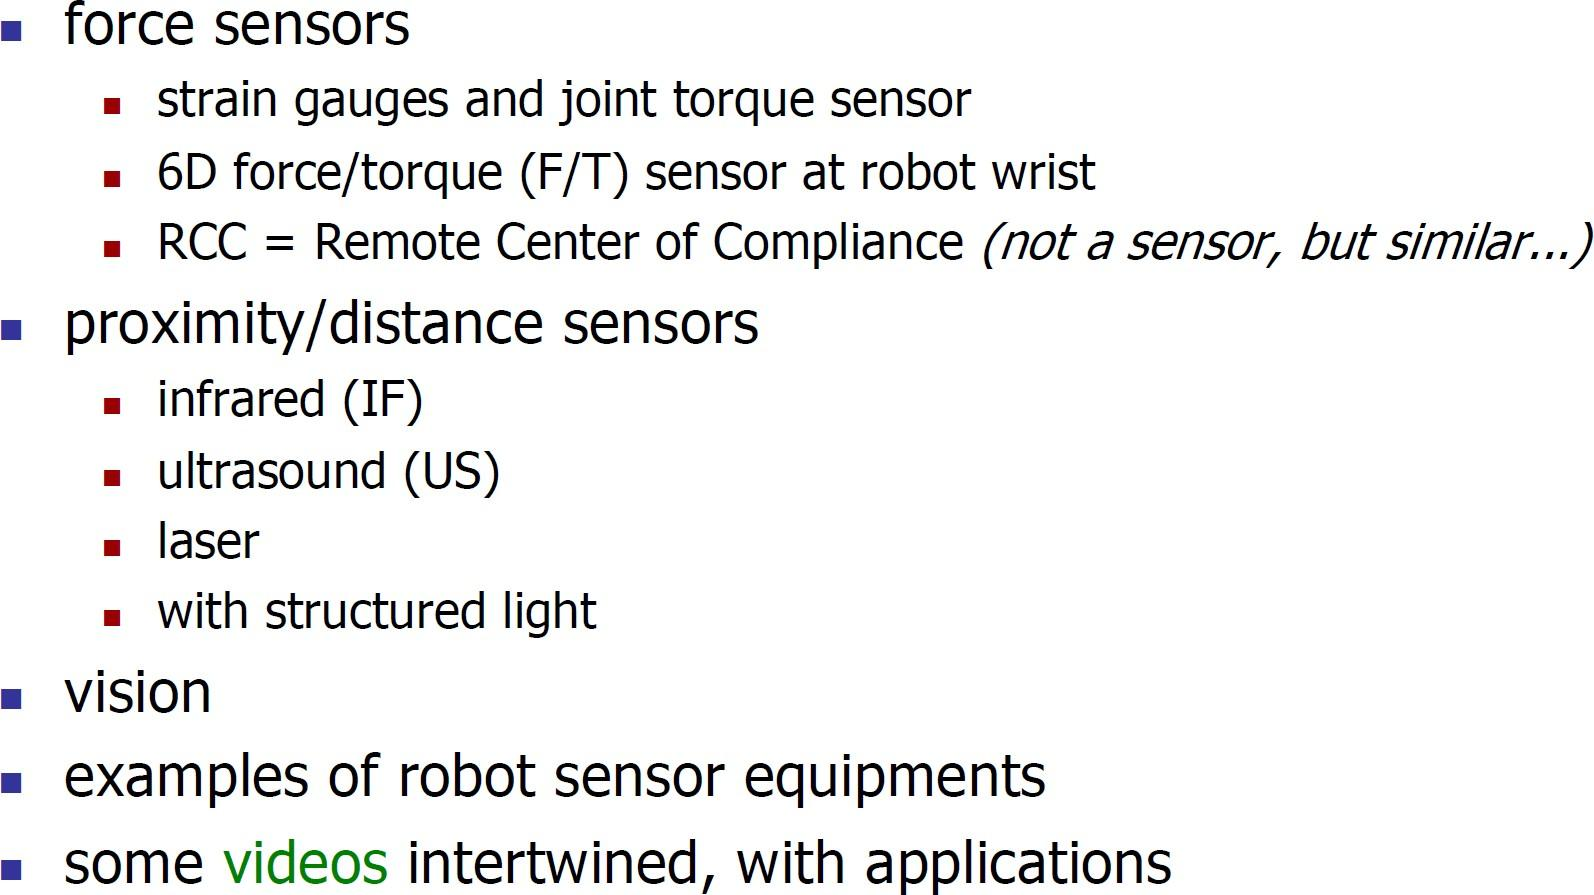 force sensors
strain gauges and joint torque sensor
6D force/torque (F/T) sensor at robot wrist
RCC = Remote Center of Compliance (not a sensor, but similar...)
proximity/distance sensors
infrared (IF)
ultrasound (US)
laser
with structured light
vision
examples of robot sensor equipments
some videos intertwined, with applications